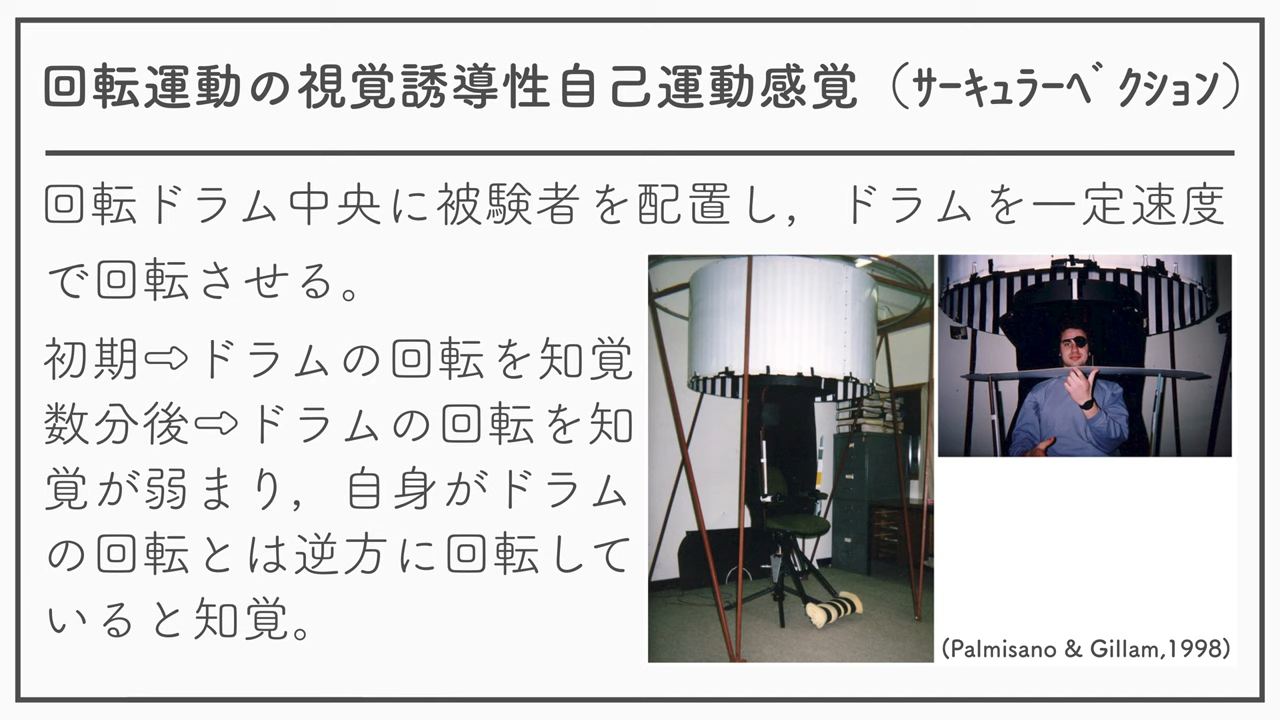 回転運動の視覚誘導性自己運動感覚（ｻｰｷｭﾗｰﾍﾞｸｼｮﾝ）
回転ドラム中央に被験者を配置し，ドラムを一定速度
で回転させる。
初期⇨ドラムの回転を知覚
数分後⇨ドラムの回転を知
覚が弱まり，自身がドラム
の回転とは逆方に回転して
いると知覚。
(Palmisano & Gillam,1998)